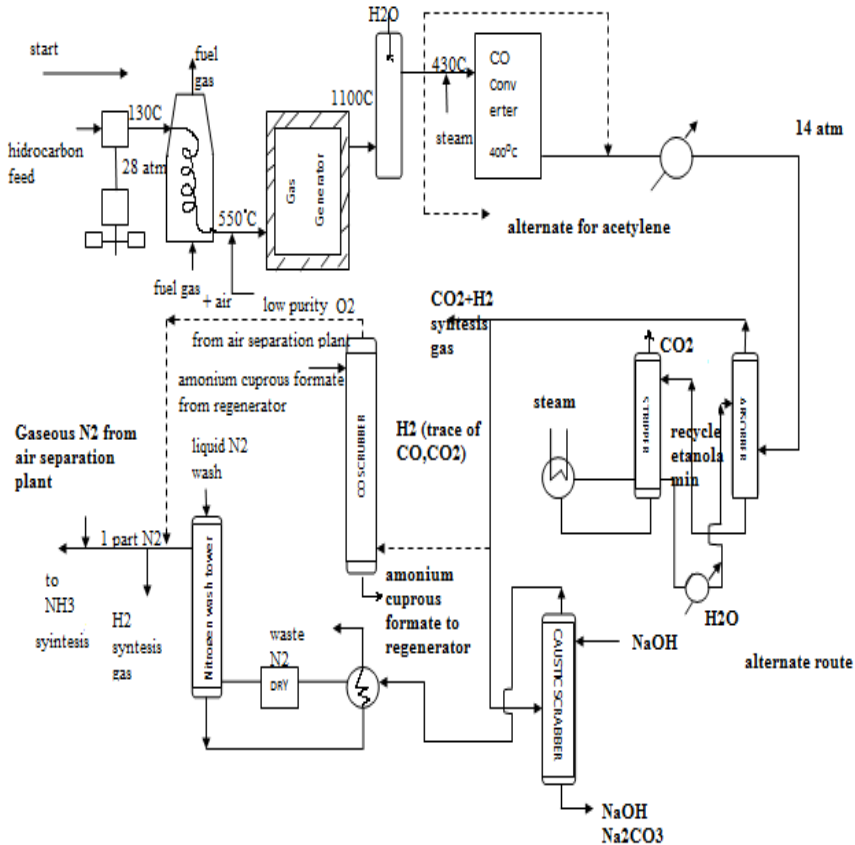 start
hidrocarbon
feed
130C
28 atm
fuel
gas
550°C
fuel gas
+ air
low purity O2
from air separation plant
Gas
Generator
1100C
H2O
430C
steam
CO
Conv
erter
400⁰C
14 atm
alternate for acetylene
CO2+H2
syntesis
gas
CO2
STRIPPER
ABSORBER
steam
recycle
etanola
min
H2O
amonium cuprous formate
from regenerator
CO SCRUBBER
H2 (trace of
CO,CO2)
amonium
cuprous
formate to
regenerator
Gaseous N2 from
air separation
plant
liquid N2
wash
1 part N2
to
NH3
syintesis
H2
syntesis
gas
Nitrogen wash tower
waste
N2
DRY
CAUSTIC SCRABBER
NaOH
alternate route
NaOH
Na2CO3